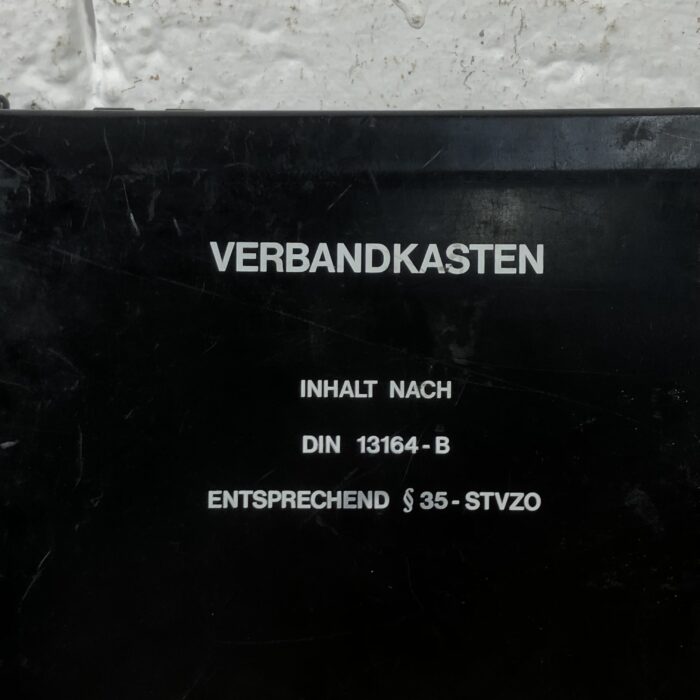 VERBANDKASTEN
INHALT NACH
DIN 13164-B
ENTSPRECHEND § 35-STVZO